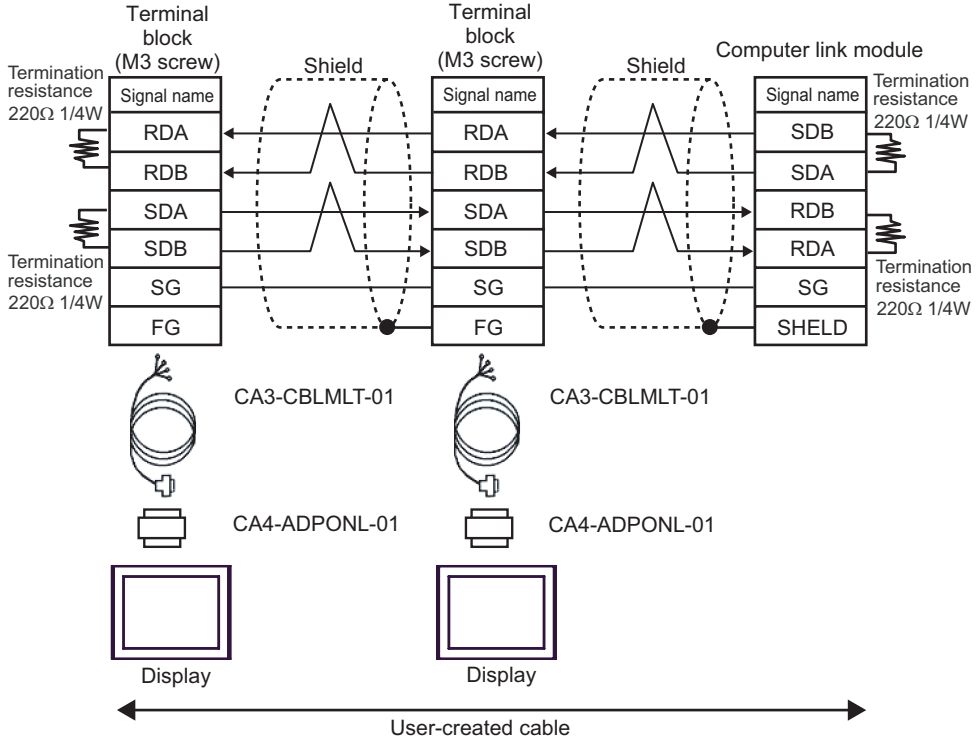 Terminal
block
(M3 screw)
Terminal
block
(M3 screw)
Computer link module
Shield
Shield
Termination
resistance
220Ω 1/4W
Signal name
RDA
RDB
SDA
SDB
SG
FG
Termination
resistance
220Ω 1/4W
Signal name
RDA
RDB
SDA
SDB
SG
FG
Signal name
SDB
SDA
RDB
RDA
SG
SHELD
Termination
resistance
220Ω 1/4W
Termination
resistance
220Ω 1/4W
CA3-CBLMLT-01
CA3-CBLMLT-01
CA4-ADPONL-01
CA4-ADPONL-01
Display
Display
User-created cable